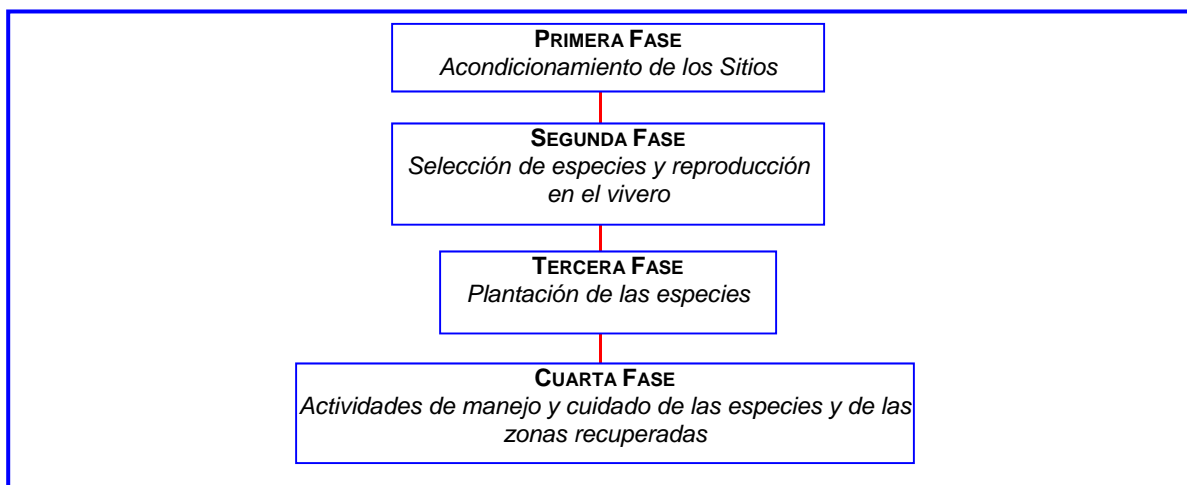 PRIMERA FASE
Acondicionamiento de los Sitios
SEGUNDA FASE
Selección de especies y reproducción
en el vivero
TERCERA FASE
Plantación de las especies
CUARTA FASE
Actividades de manejo y cuidado de las especies y de las
zonas recuperadas